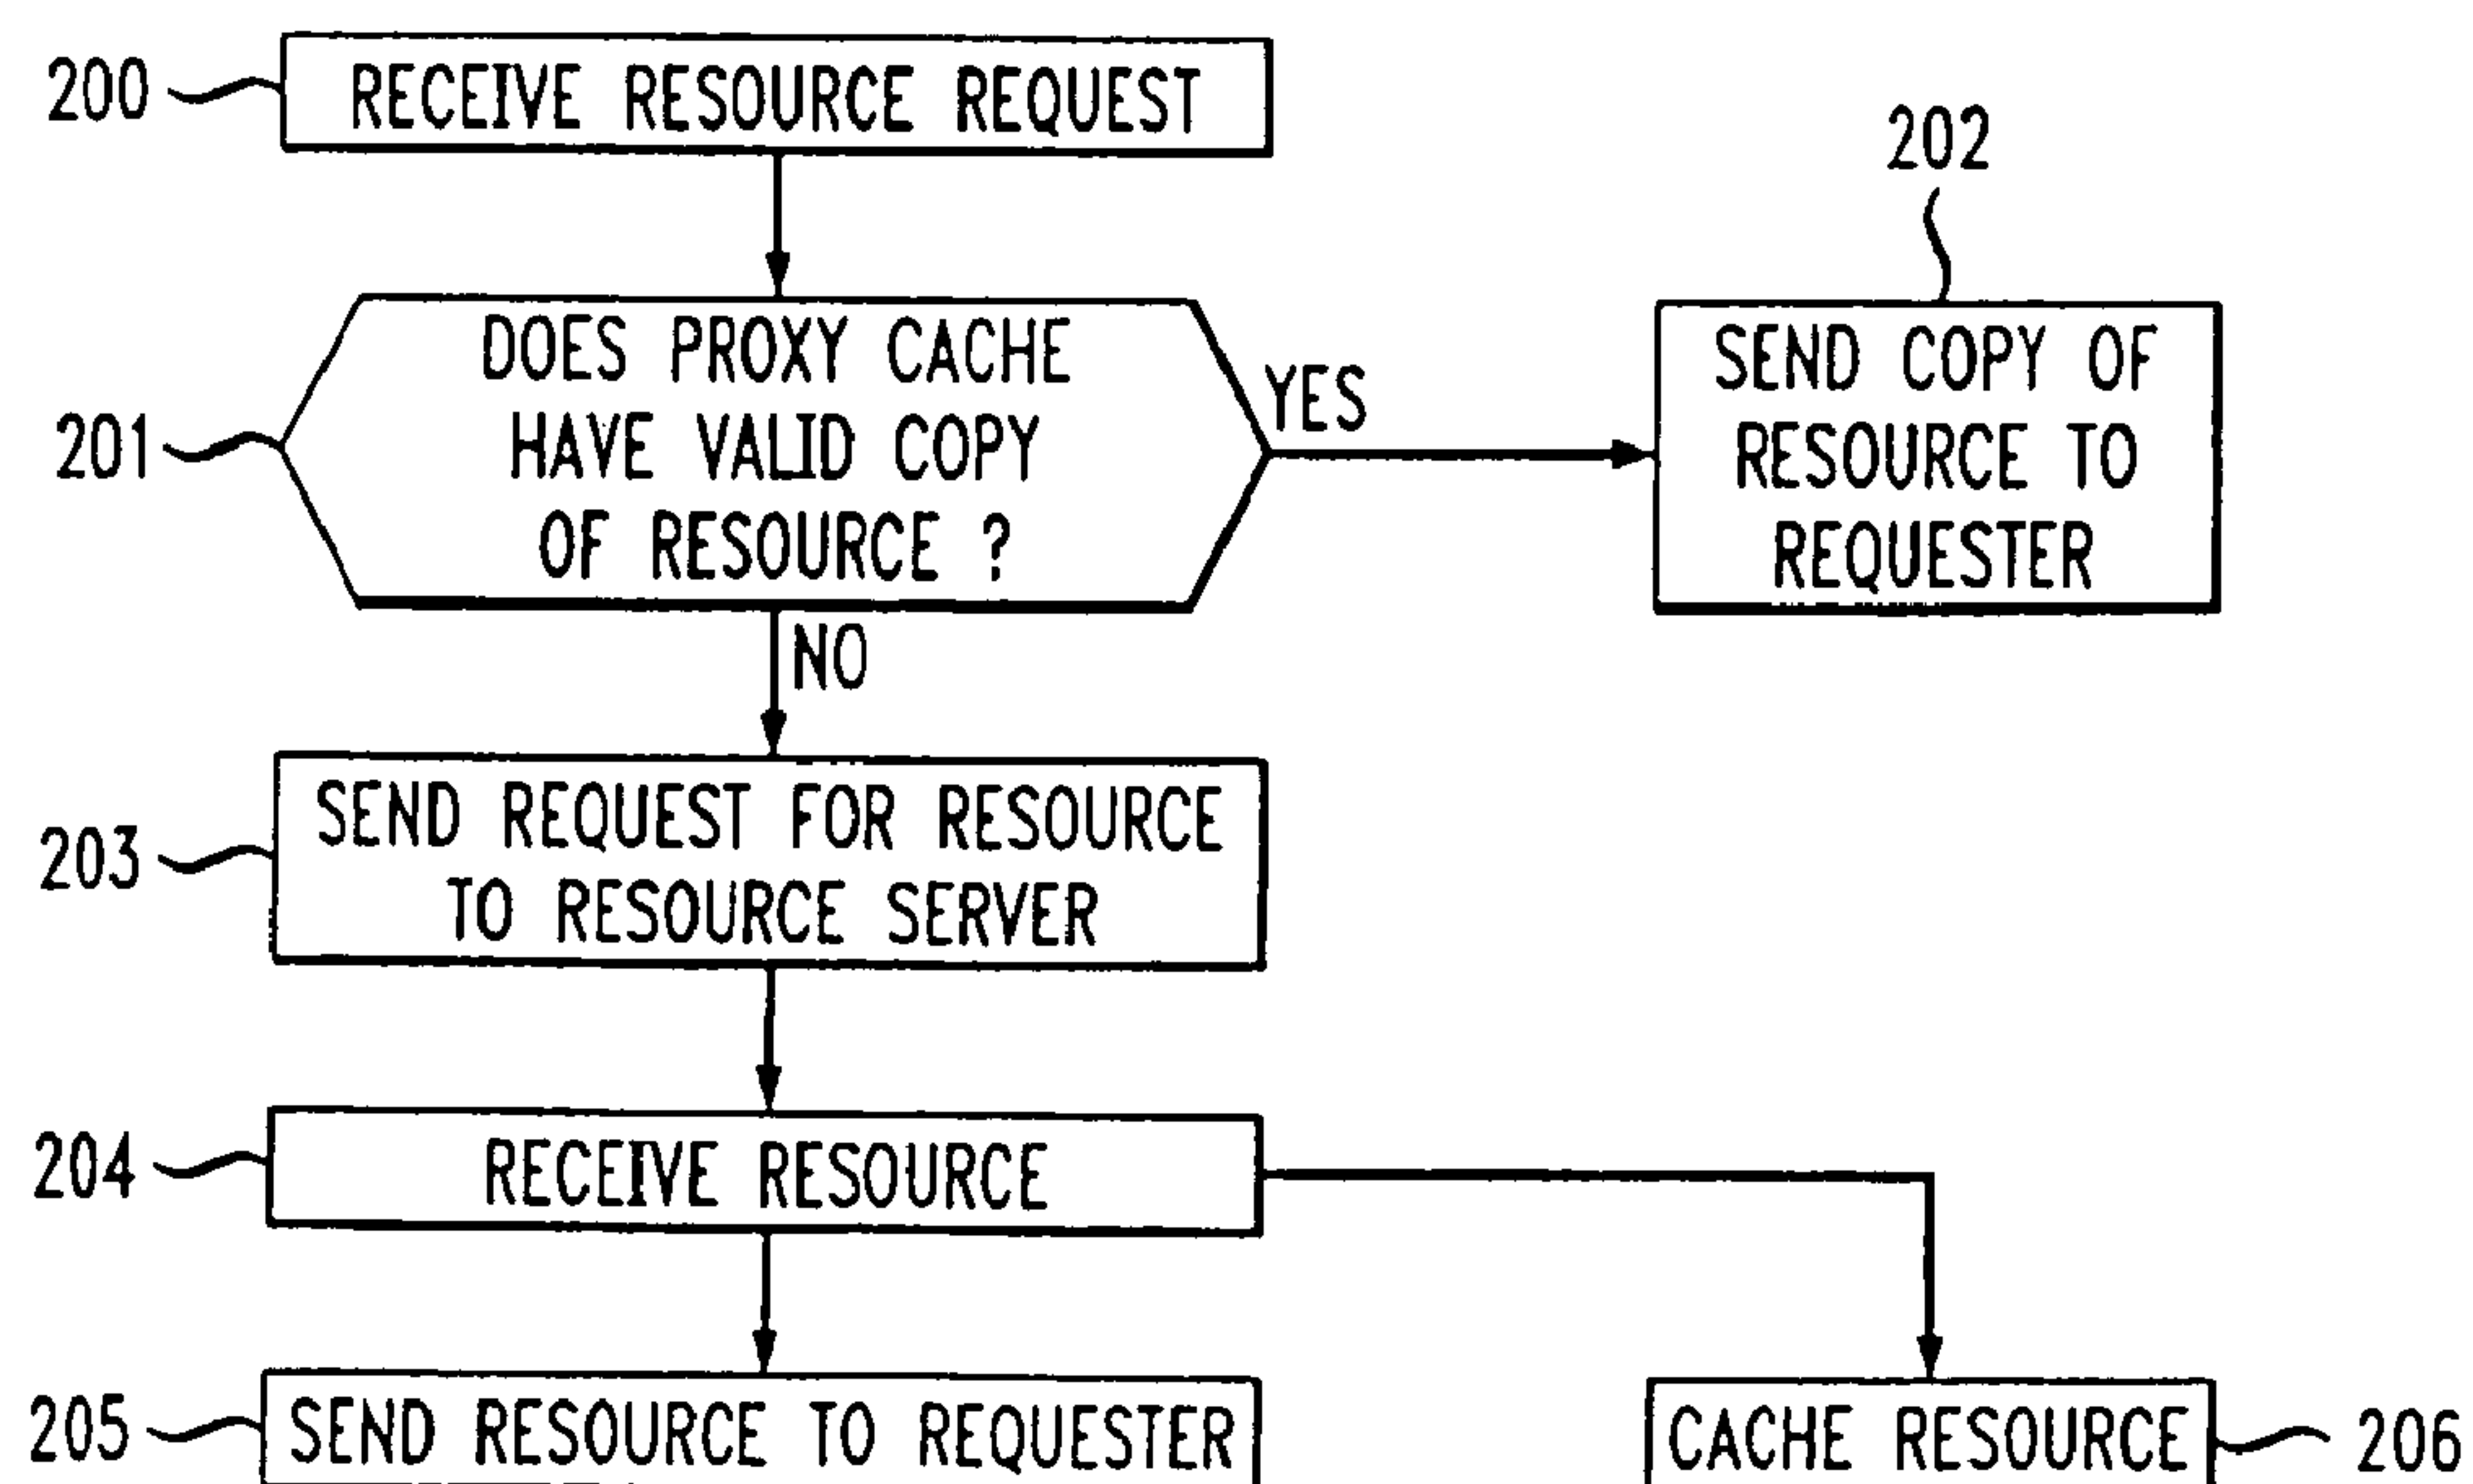 200
RECEIVE RESOURCE REQUEST
202
201
DOES PROXY CACHE
HAVE VALID COPY
OF RESOURCE ?
YES
SEND COPY OF
RESOURCE TO
REQUESTER
NO
203
SEND REQUEST FOR RESOURCE
TO RESOURCE SERVER
204
RECEIVE RESOURCE
205
SEND RESOURCE TO REQUESTER
CACHE RESOURCE
206